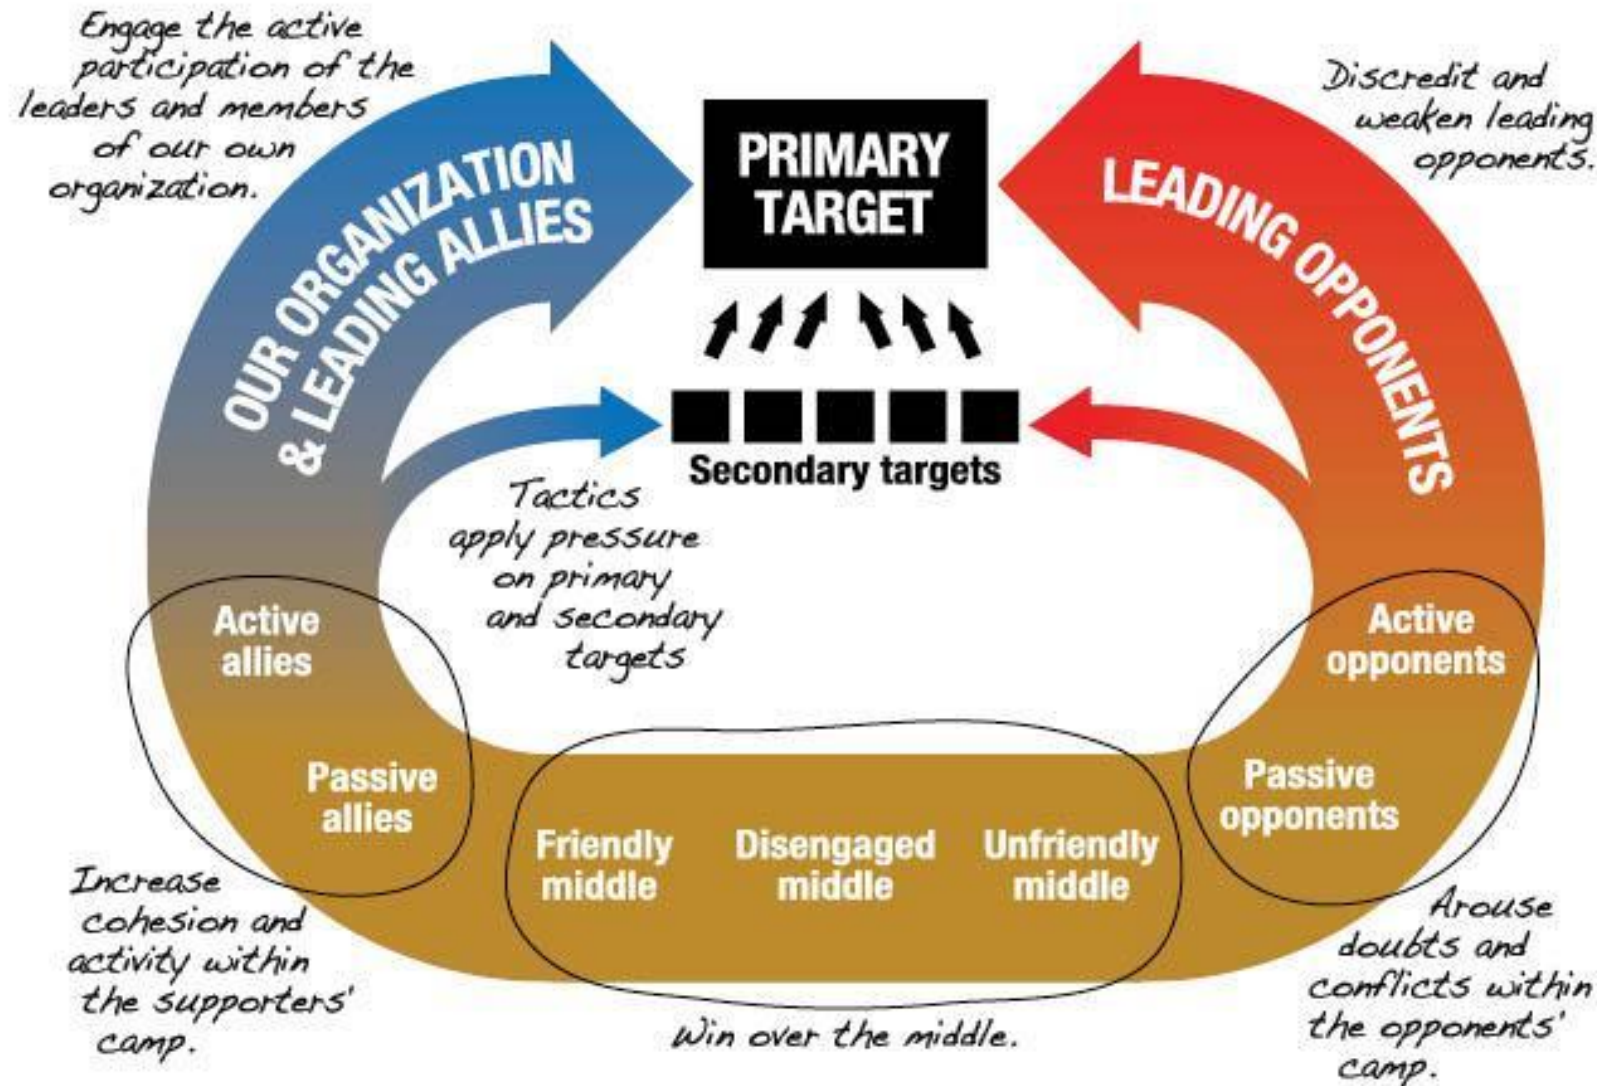 Engage the active
participation of the
leaders and members
of our own
organization.
OUR ORGANIZATION
& LEADING ALLIES
PRIMARY
TARGET
LEADING OPPONENTS
Discredit and
weaken leading
opponents.
Secondary targets
Tactics
apply pressure
on primary
and secondary
targets
Active
allies
Passive
allies
Friendly
middle
Disengaged
middle
Unfriendly
middle
Passive
opponents
Active
opponents
Increase
cohesion and
activity within
the supporters'
camp.
Win over the middle.
Arouse
doubts and
conflicts within
the opponents'
camp.